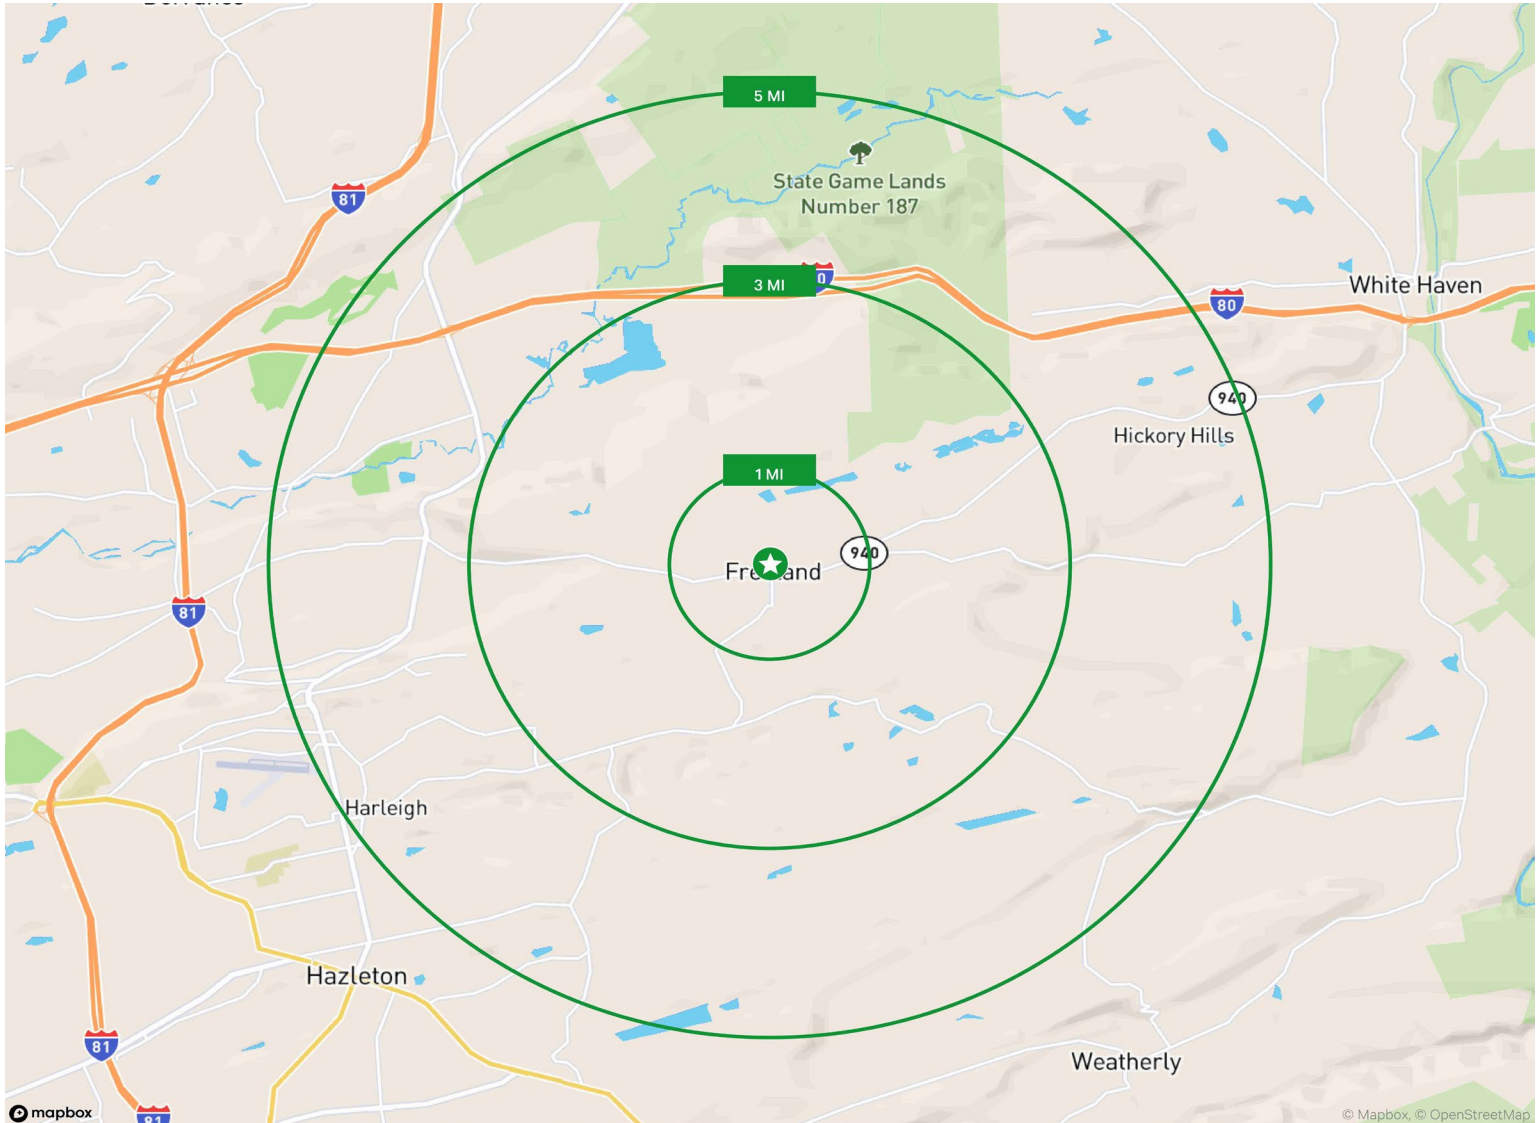 5 MI
81
State Game Lands
Number 187
3 MI
White Haven
80
940
Hickory Hills
1 MI
940
81
Harleigh
Hazleton
81
Weatherly
81
mapbox
© Mapbox, © OpenStreetMap